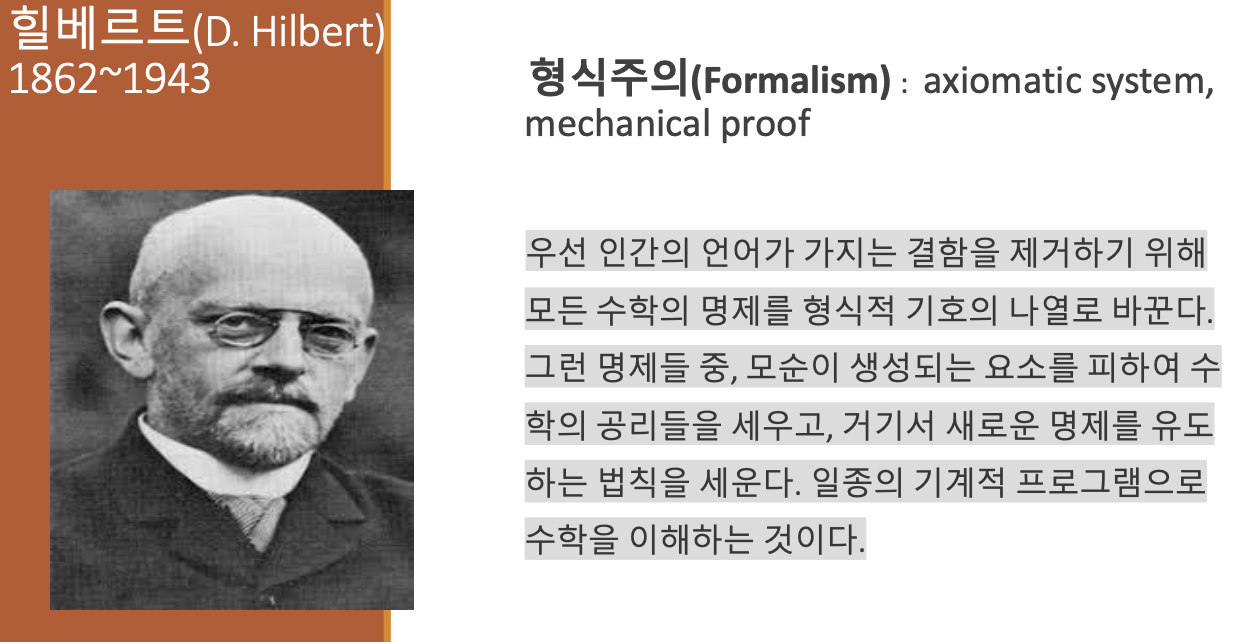 힐베르트(D. Hilbert)
1862~1943
형식주의(Formalism) : axiomatic system,
mechanical proof
우선 인간의 언어가 가지는 결함을 제거하기 위해
모든 수학의 명제를 형식적 기호의 나열로 바꾼다.
그런 명제들 중, 모순이 생성되는 요소를 피하여 수
학의 공리들을 세우고, 거기서 새로운 명제를 유도
하는 법칙을 세운다. 일종의 기계적 프로그램으로
수학을 이해하는 것이다.